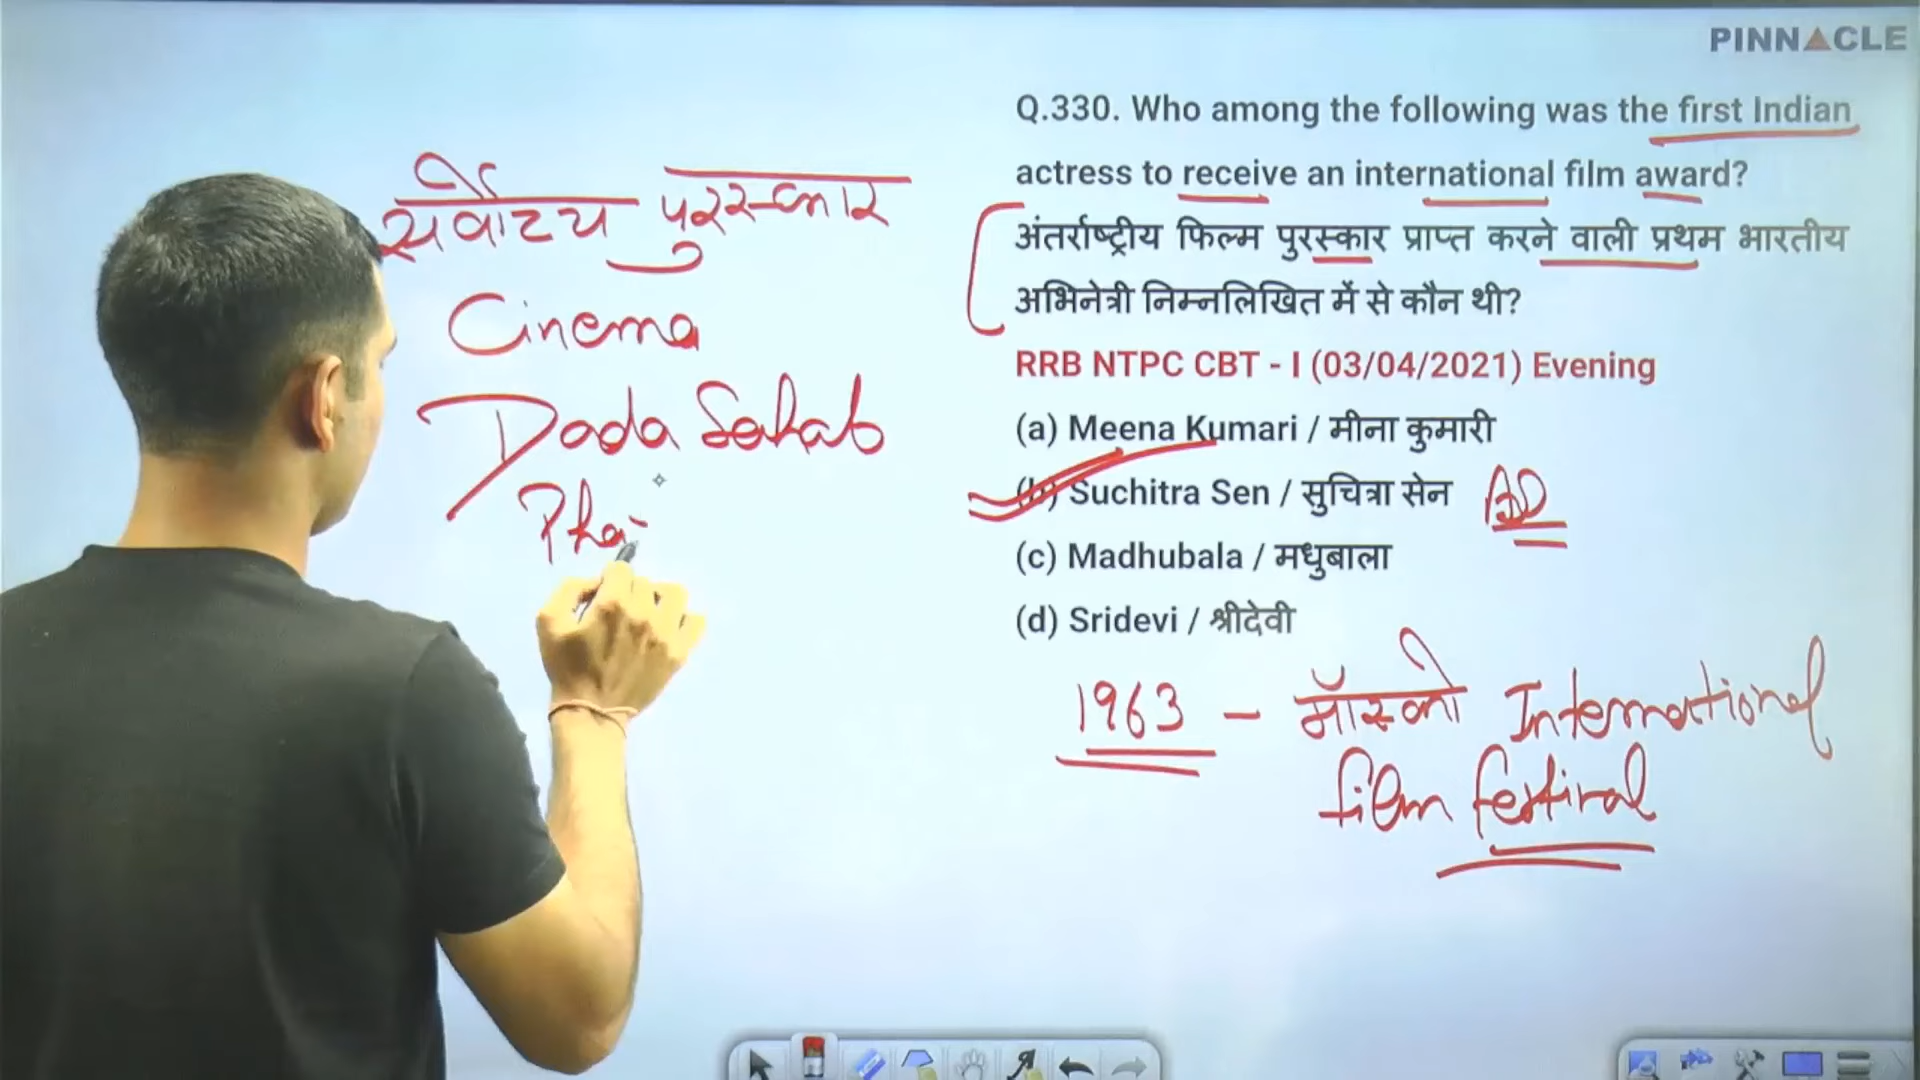 PINNACLE
Q.330. Who among the following was the first Indian
actress to receive an international film award?
अंतर्राष्ट्रीय फिल्म पुरस्कार प्राप्त करने वाली प्रथम भारतीय
अभिनेत्री निम्नलिखित में से कौन थी?
RRB NTPC CBT - I (03/04/2021) Evening
(a) Meena Kumari / मीना कुमारी
(b) Suchitra Sen / सुचित्रा सेन
(c) Madhubala / मधुबाला
(d) Sridevi / श्रीदेवी
1963 - मॉस्को International
film festival
पुरस्कार
Cinema
Dada Sahab